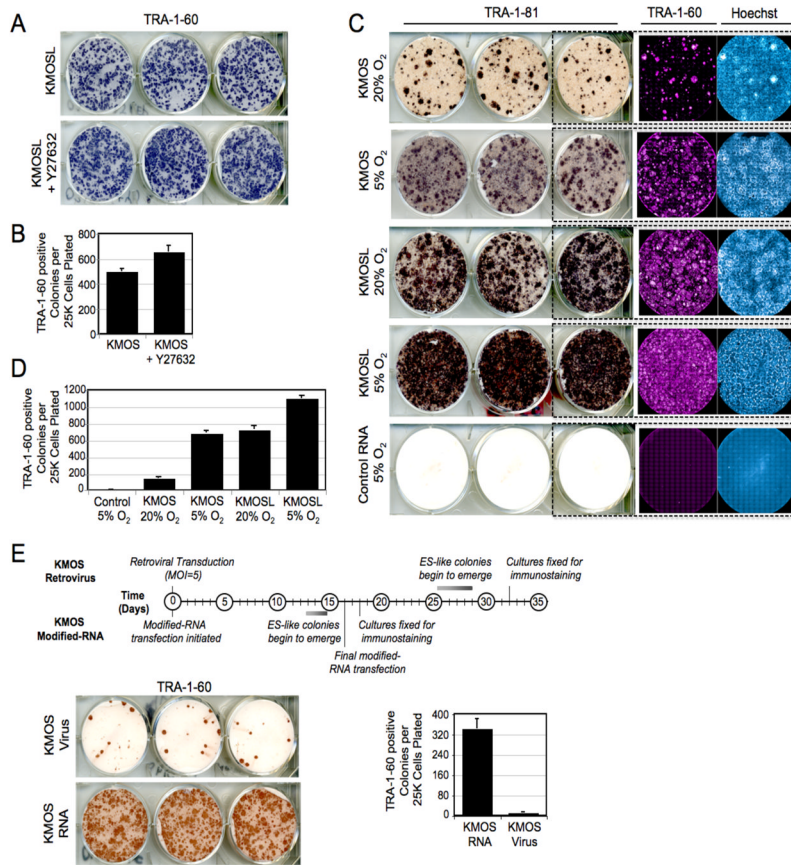 A
TRA-1-60
KMOSL
KMOSL
+ Y27632
B
TRA-1-60 positive
Colonies per
25K Cells Plated
800
600
400
200
0
KMOS
KMOS
+ Y27632
C
TRA-1-81
TRA-1-60
Hoechst
KMOS
20% O2
KMOS
5% O2
KMOSL
20% O2
KMOSL
5% O2
Control RNA
5% O2
D
TRA-1-60 positive
Colonies per
25K Cells Plated
1200
1000
800
600
400
200
0
Control
5% O2
KMOS
20% O2
KMOS
5% O2
KMOSL
20% O2
KMOSL
5% O2
E
KMOS
Retrovirus
Retroviral Transduction
(MOI=5)
ES-like colonies
begin to emerge
Cultures fixed for
immunostaining
Time
(Days)
0
5
10
15
20
25
30
35
KMOS
Modified-RNA
Modified-RNA
transfection initiated
ES-like colonies
begin to emerge
Cultures fixed for
immunostaining
Final modified-
RNA transfection
TRA-1-60
KMOS
Virus
KMOS
RNA
TRA-1-60 positive
Colonies per
25K Cells Plated
400
320
240
160
80
0
KMOS
RNA
KMOS
Virus